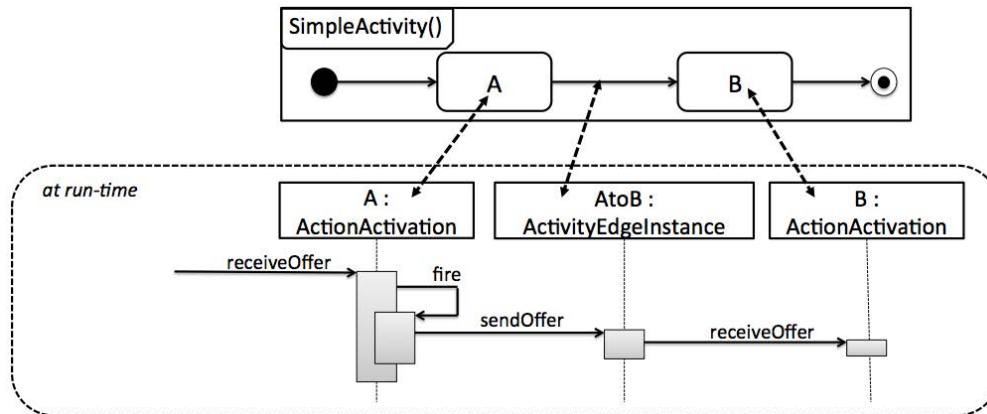 SimpleActivity()
A
B
at run-time
A :
ActionActivation
AtoB :
ActivityEdgeInstance
B :
ActionActivation
receiveOffer
fire
sendOffer
receiveOffer